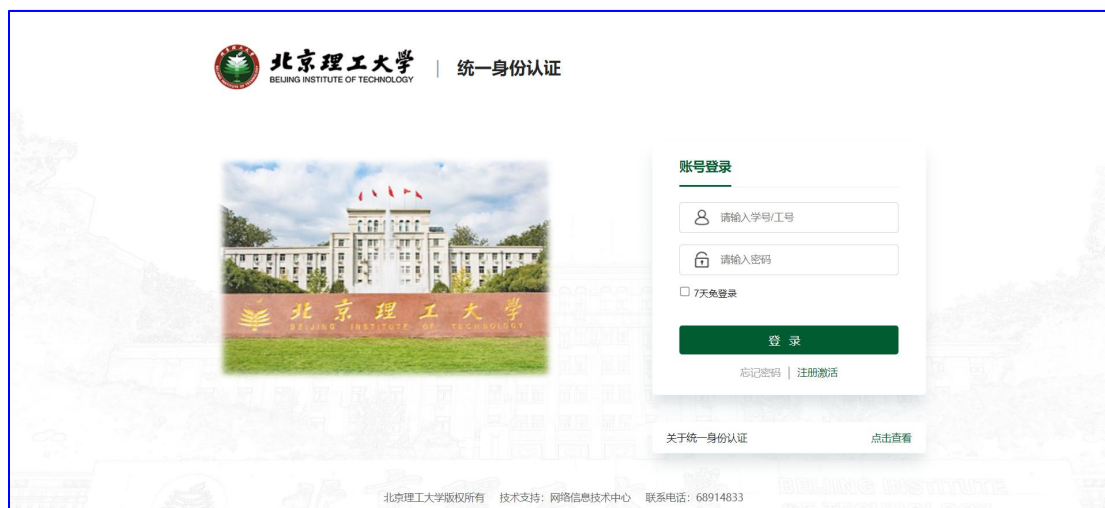 北京理工大学
BEIJING INSTITUTE OF TECHNOLOGY
统一身份认证
账号登录
请输入学号/工号
请输入密码
7天免登录
登 录
忘记密码 | 注册激活
北京理工大学
BEIJING INSTITUTE OF TECHNOLOGY
关于统一身份认证 点击查看
北京理工大学版权所有 技术支持：网络信息技术中心 联系电话：68914833